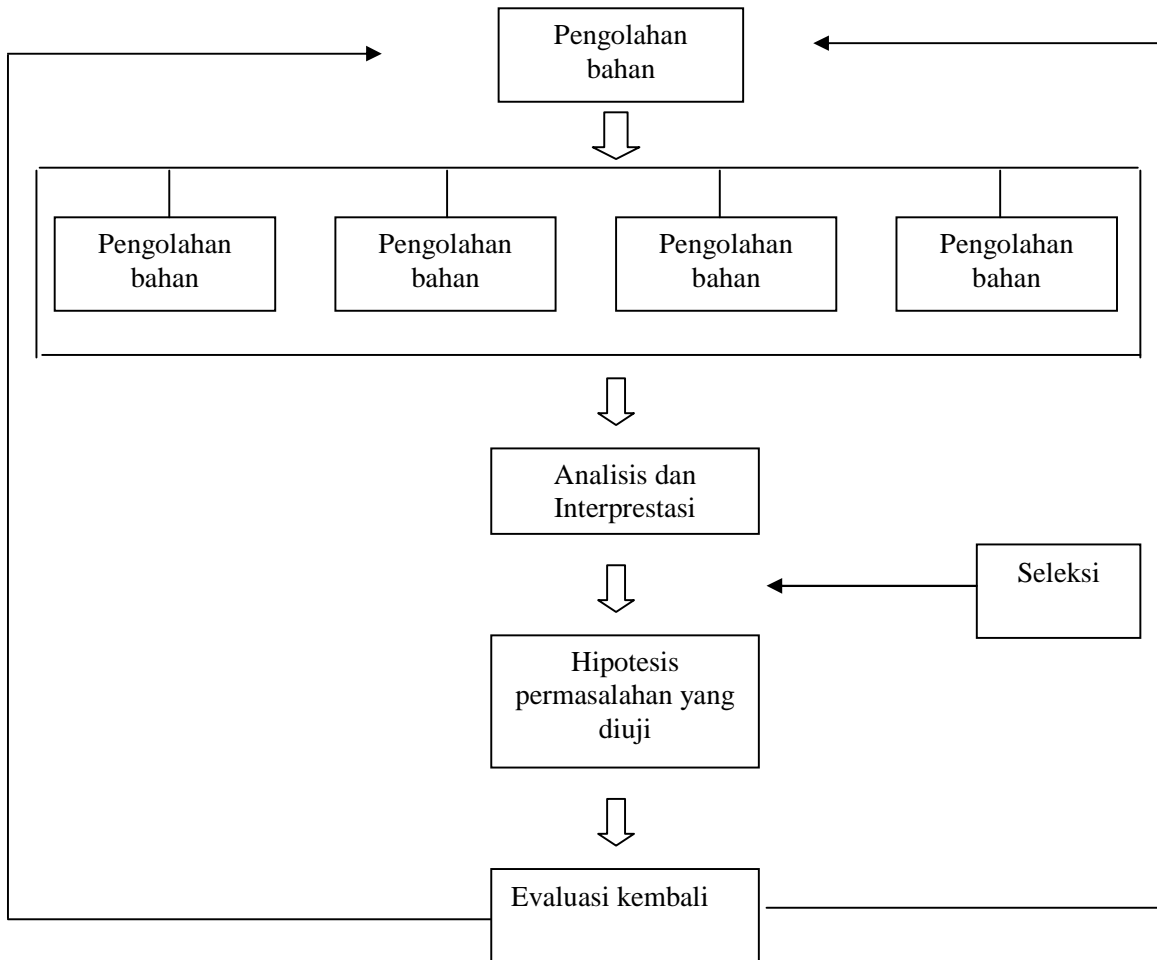 Pengolahan
bahan
Pengolahan
bahan
Pengolahan
bahan
Pengolahan
bahan
Pengolahan
bahan
Analisis dan
Interprestasi
Seleksi
Hipotesis
permasalahan yang
diuji
Evaluasi kembali